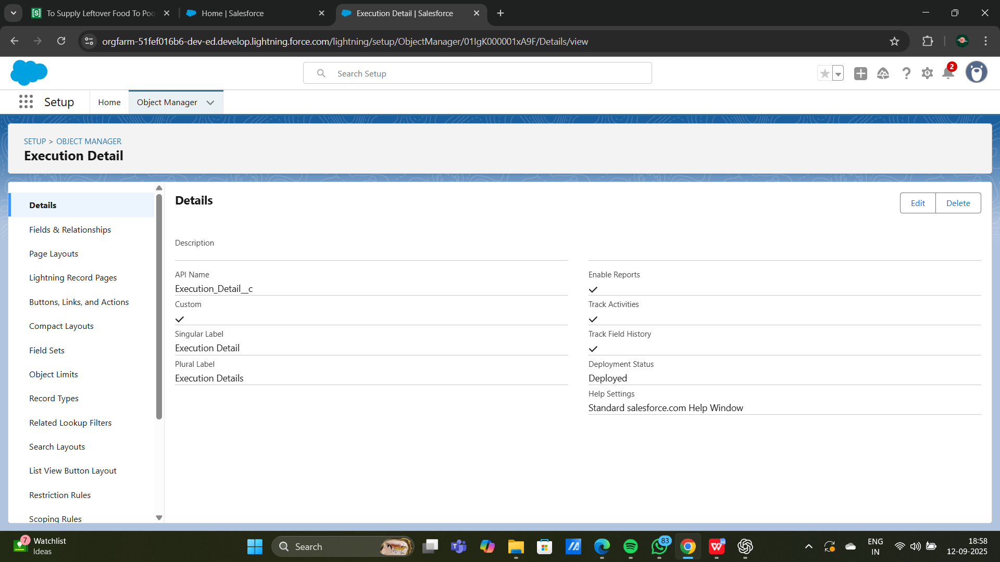 To Supply Leftover Food To Poo
Home | Salesforce
Execution Detail | Salesforce
orgfarm-51fef016b6-dev-ed.develop.lightning.force.com/lightning/setup/ObjectManager/01IgK000001xA9F/Details/view
Search Setup
2
Setup
Home
Object Manager
SETUP > OBJECT MANAGER
Execution Detail
Details
Fields & Relationships
Page Layouts
Lightning Record Pages
Buttons, Links, and Actions
Compact Layouts
Field Sets
Object Limits
Record Types
Related Lookup Filters
Search Layouts
List View Button Layout
Restriction Rules
Scoping Rules
Details
Edit
Delete
Description
API Name
Execution_Detail__c
Custom
Singular Label
Execution Detail
Plural Label
Execution Details
Enable Reports
Track Activities
Track Field History
Deployment Status
Deployed
Help Settings
Standard salesforce.com Help Window
7
Watchlist
Ideas
Search
83
ENG
IN
18:58
12-09-2025